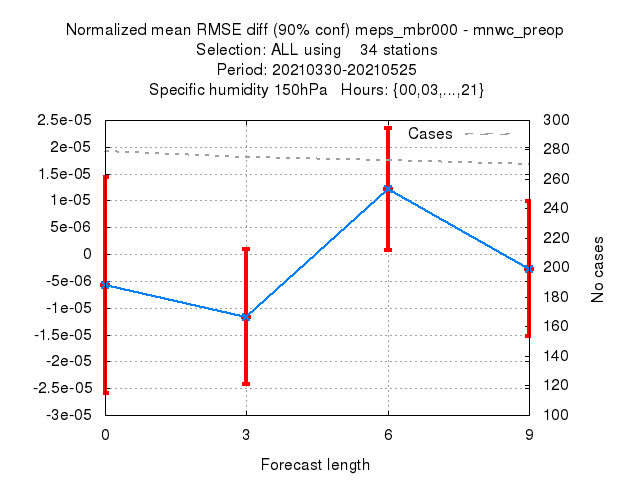 Normalized mean RMSE diff (90% conf) meps_mbr000 - mnwc_preop
Selection: ALL using 34 stations
Period: 20210330-20210525
Specific humidity 150hPa Hours: {00,03,...,21}
2.5e-05
2e-05
1.5e-05
1e-05
5e-06
0
-5e-06
-1e-05
-1.5e-05
-2e-05
-2.5e-05
-3e-05
Cases
300
280
260
240
220
200
180
160
140
120
100
No cases
0 3 6 9
Forecast length